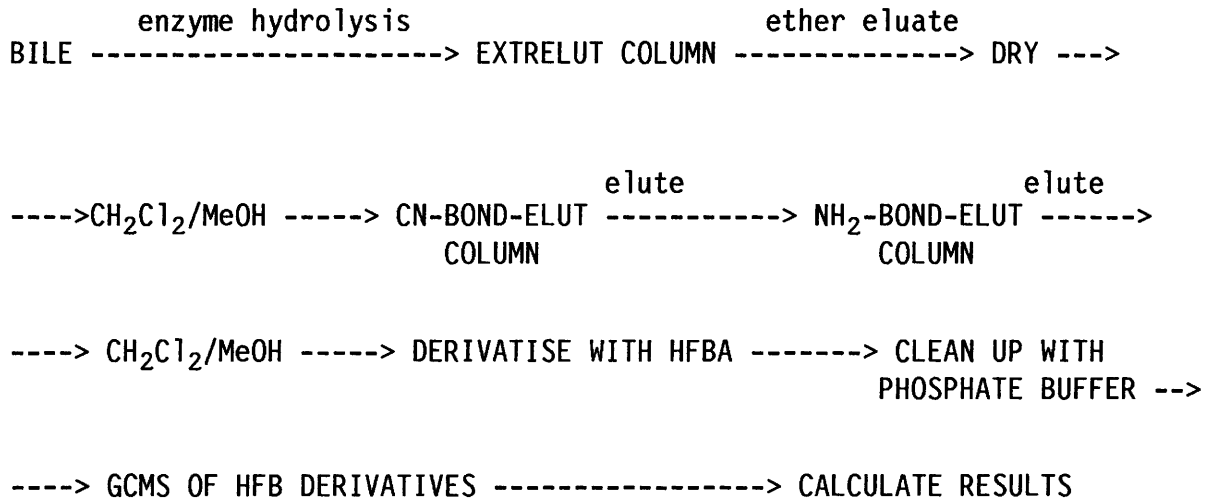 enzyme hydrolysis ether eluate
BILE ----------------------> EXTRELUT COLUMN --------------> DRY --->
elute elute
---->CH₂Cl₂/MeOH -----> CN-BOND-ELUT -----------> NH₂-BOND-ELUT ------>
COLUMN COLUMN
----> CH₂Cl₂/MeOH -----> DERIVATISE WITH HFBA -------> CLEAN UP WITH
PHOSPHATE BUFFER -->
----> GCMS OF HFB DERIVATIVES -----------------> CALCULATE RESULTS